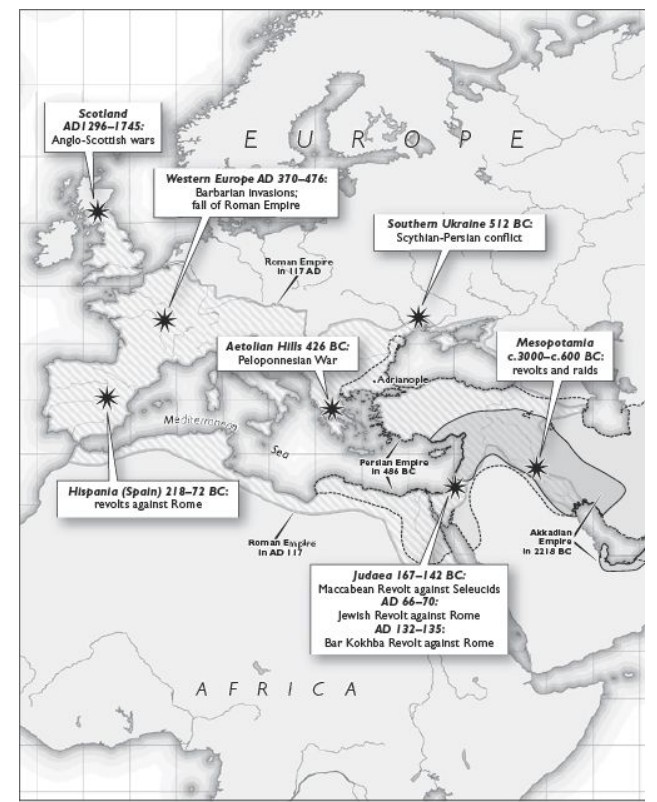 Scotland
AD1296–1745:
Anglo-Scottish wars
EUROPE
Western Europe AD 370–476:
Barbarian invasions;
fall of Roman Empire
Southern Ukraine 512 BC:
Scythian-Persian conflict
Roman Empire
in 117 AD
Aetolian Hills 426 BC:
Peloponnesian War
Mesopotamia
c.3000–c.600 BC:
revolts and raids
Adrianople
Mediterranean
Sea
Persian Empire
in 486 BC
Hispania (Spain) 218–72 BC:
revolts against Rome
Roman Empire
in AD 117
Akkadian
Empire
in 2218 BC
Judaea 167–142 BC:
Maccabean Revolt against Seleucids
AD 66–70:
Jewish Revolt against Rome
AD 132–135:
Bar Kokhba Revolt against Rome
AFRICA